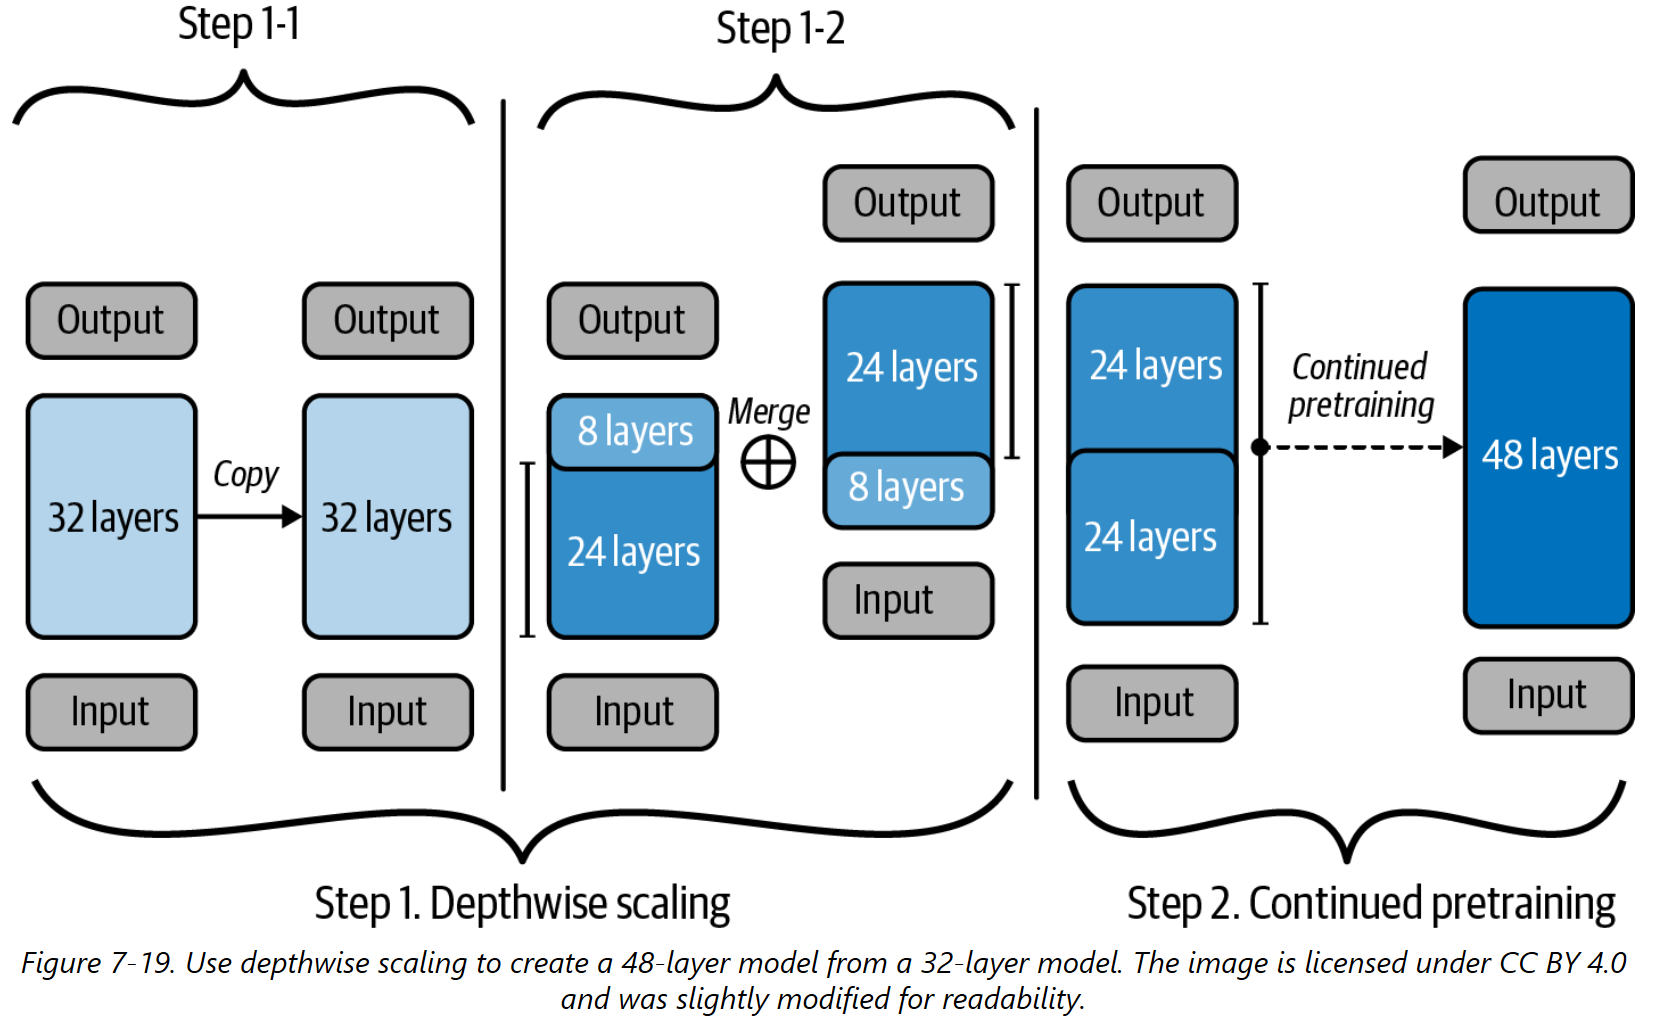 Step 1-1
Step 1-2
Output
Output
32 layers
Copy
32 layers
Input
Input
Output
8 layers
24 layers
Input
Merge
Output
24 layers
8 layers
Input
Output
24 layers
24 layers
Input
Continued
pretraining
Output
48 layers
Input
Step 1. Depthwise scaling
Step 2. Continued pretraining
Figure 7-19. Use depthwise scaling to create a 48-layer model from a 32-layer model. The image is licensed under CC BY 4.0
and was slightly modified for readability.